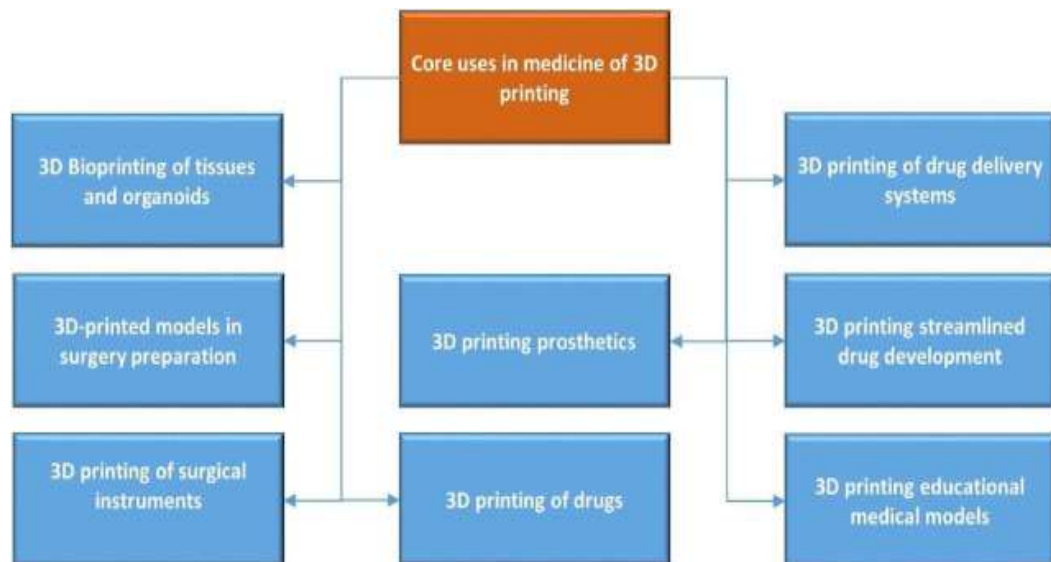 Core uses in medicine of 3D
printing
3D Bioprinting of tissues
and organoids
3D printing of drug delivery
systems
3D-printed models in
surgery preparation
3D printing prosthetics
3D printing streamlined
drug development
3D printing of surgical
instruments
3D printing of drugs
3D printing educational
medical models